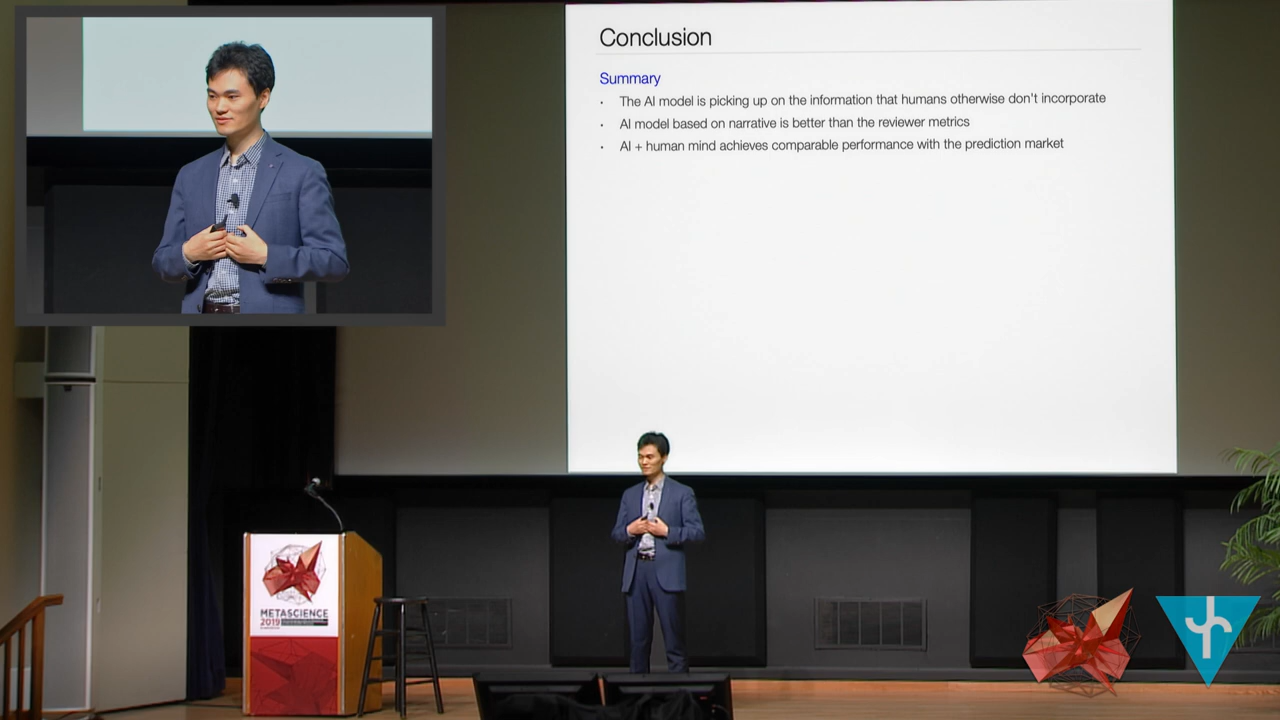 Conclusion
Summary
· The AI model is picking up on the information that humans otherwise don't incorporate
· AI model based on narrative is better than the reviewer metrics
· AI + human mind achieves comparable performance with the prediction market
METASCIENCE
2019